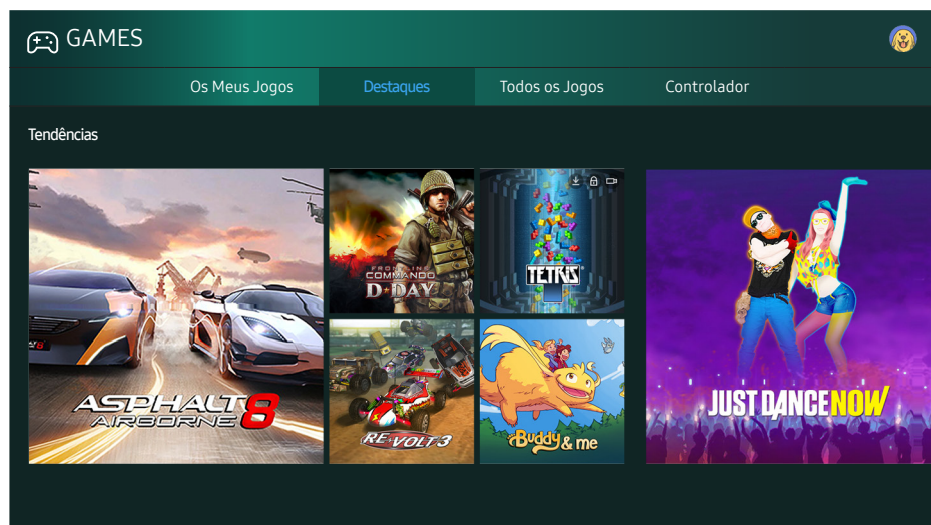 GAMES
Os Meus Jogos
Destaques
Todos os Jogos
Controlador
Tendências
ASPHALT 8
AIRBORNE
FRONTLINE
COMMANDO
D★DAY
TETRIS
RE-VOLT 3
Buddy & me
JUST DANCE NOW